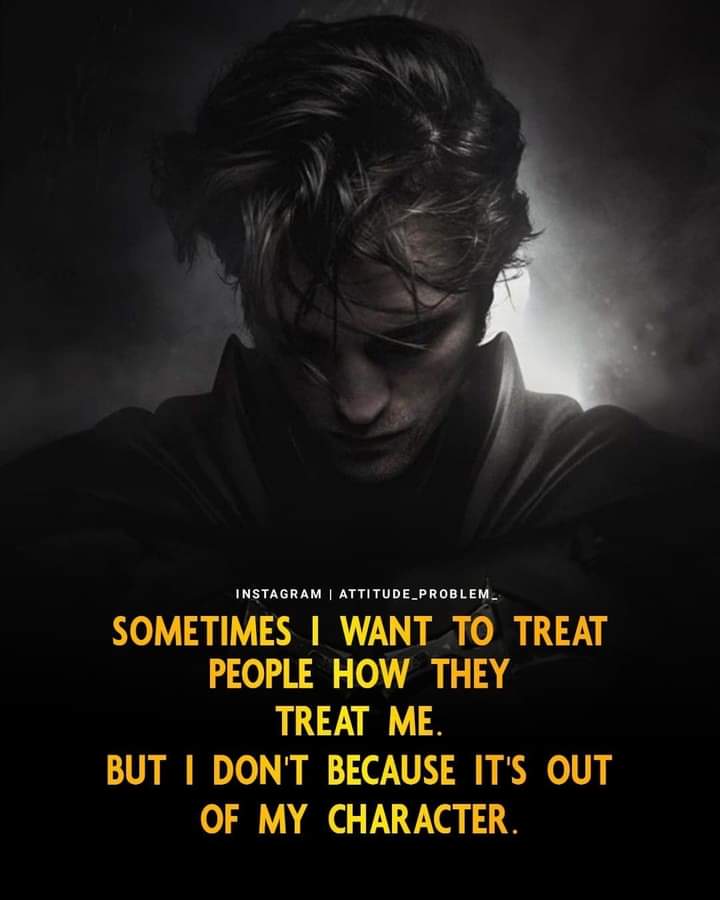 INSTAGRAM | ATTITUDE_PROBLEM_
SOMETIMES I WANT TO TREAT
PEOPLE HOW THEY
TREAT ME.
BUT I DON'T BECAUSE IT'S OUT
OF MY CHARACTER.